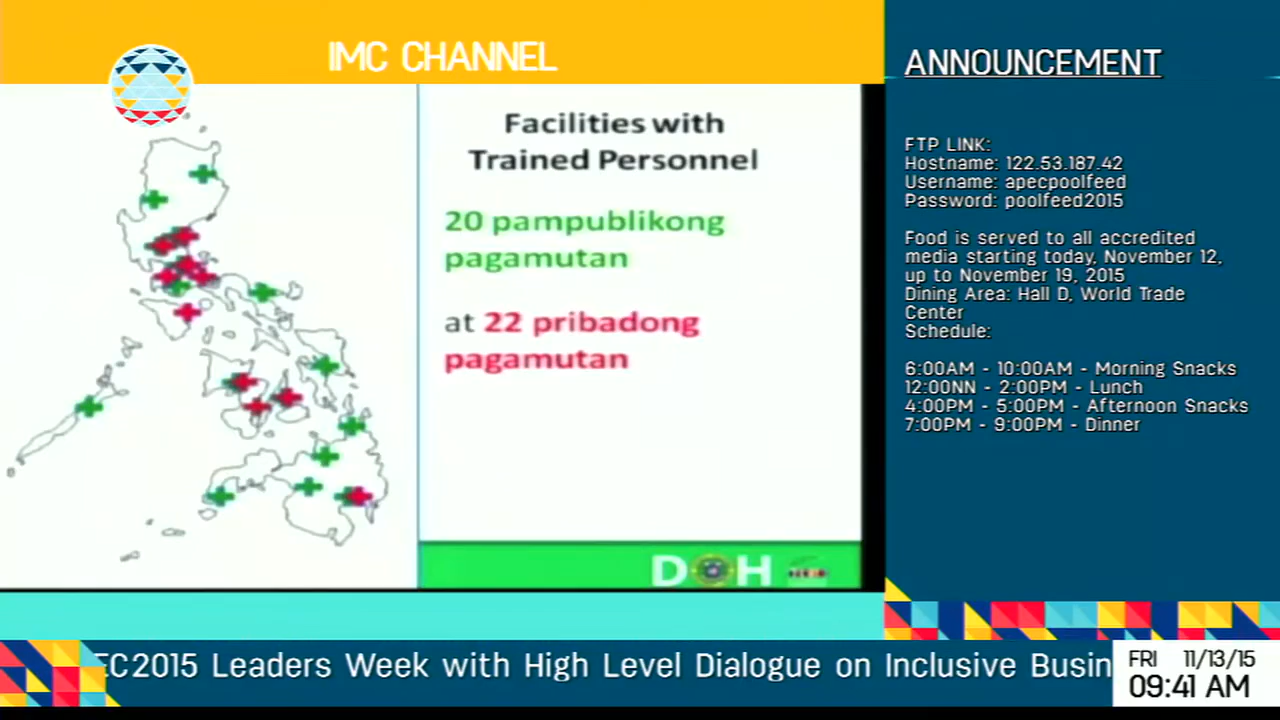 IMC CHANNEL
Facilities with
Trained Personnel
20 pampublikong
pagamutan
at 22 pribadong
pagamutan
DOH
ANNOUNCEMENT
FTP LINK:
Hostname: 122.53.187.42
Username: apecpoolfeed
Password: poolfeed2015
Food is served to all accredited
media starting today, November 12,
up to November 19, 2015
Dining Area: Hall D, World Trade
Center
Schedule:
6:00AM - 10:00AM - Morning Snacks
12:00NN - 2:00PM - Lunch
4:00PM - 5:00PM - Afternoon Snacks
7:00PM - 9:00PM - Dinner
EC2015 Leaders Week with High Level Dialogue on Inclusive Busin
FRI 11/13/15
09:41 AM